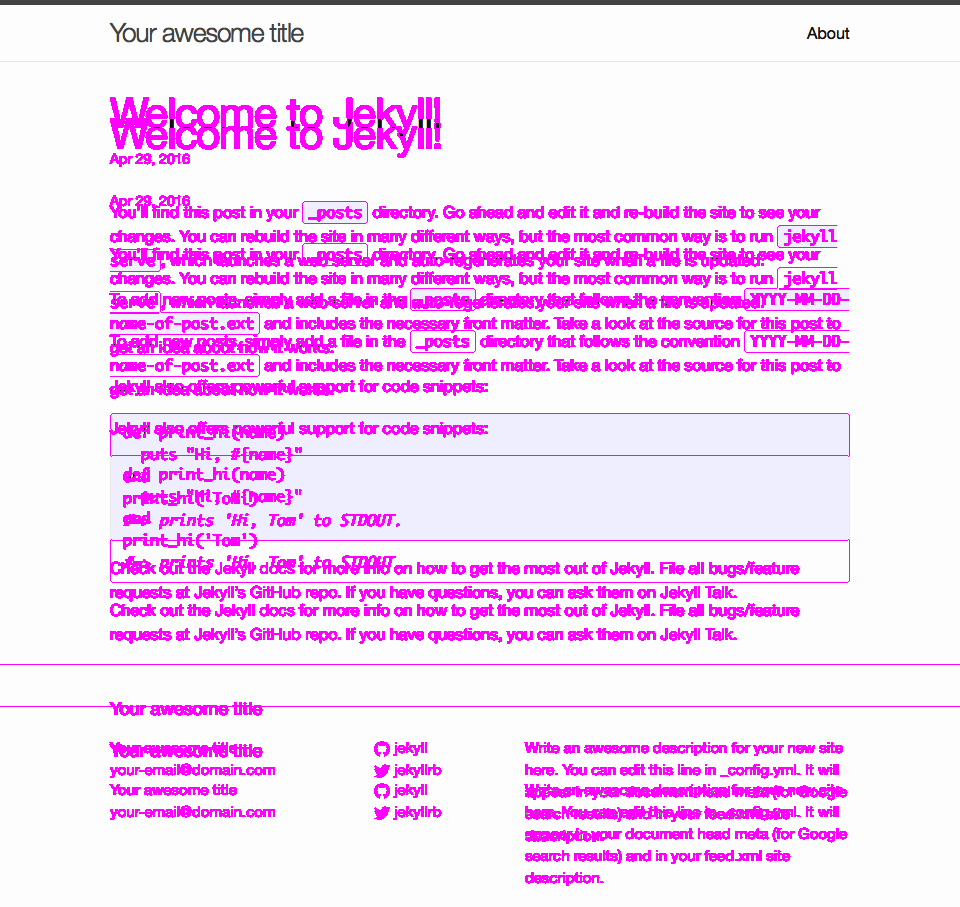 Your awesome title
About
Welcome to Jekyll!
Welcome to Jekyll!
Apr 29, 2016
Apr 29, 2016
You'll find this post in your _posts directory. Go ahead and edit it and re-build the site to see your
changes. You can rebuild the site in many different ways, but the most common way is to run jekyll
You'll find this post in your _posts directory. Go ahead and edit it and re-build the site to see your
serve, which launches a web server and auto-regenerates your site when a file is updated.
changes. You can rebuild the site in many different ways, but the most common way is to run jekyll
To add new posts, simply add a file in the _posts directory that follows the convention YYYY-MM-DD-
serve, which launches a web server and auto-regenerates your site when a file is updated.
name-of-post.ext and includes the necessary front matter. Take a look at the source for this post to
To add new posts, simply add a file in the _posts directory that follows the convention YYYY-MM-DD-
get an idea about how it works.
name-of-post.ext and includes the necessary front matter. Take a look at the source for this post to
Jekyll also offers powerful support for code snippets:
get an idea about how it works.
Jekyll also offers powerful support for code snippets:
def print_hi(name)
puts "Hi, #{name}"
def print_hi(name)
end
puts "Hi, #{name}"
print_hi('Tom')
end
#=> prints 'Hi, Tom' to STDOUT.
print_hi('Tom')
#=> prints 'Hi, Tom' to STDOUT.
Check out the Jekyll docs for more info on how to get the most out of Jekyll. File all bugs/feature
requests at Jekyll’s GitHub repo. If you have questions, you can ask them on Jekyll Talk.
Check out the Jekyll docs for more info on how to get the most out of Jekyll. File all bugs/feature
requests at Jekyll’s GitHub repo. If you have questions, you can ask them on Jekyll Talk.
Your awesome title
Your awesome title
Your awesome title
your-email@domain.com
Your awesome title
your-email@domain.com
jekyll
jekyllrb
jekyll
jekyllrb
Write an awesome description for your new site
here. You can edit this line in _config.yml. It will
appear in your document head meta (for Google
search results) and in your feed.xml site
description.
Write an awesome description for your new site
here. You can edit this line in _config.yml. It will
appear in your document head meta (for Google
search results) and in your feed.xml site
description.